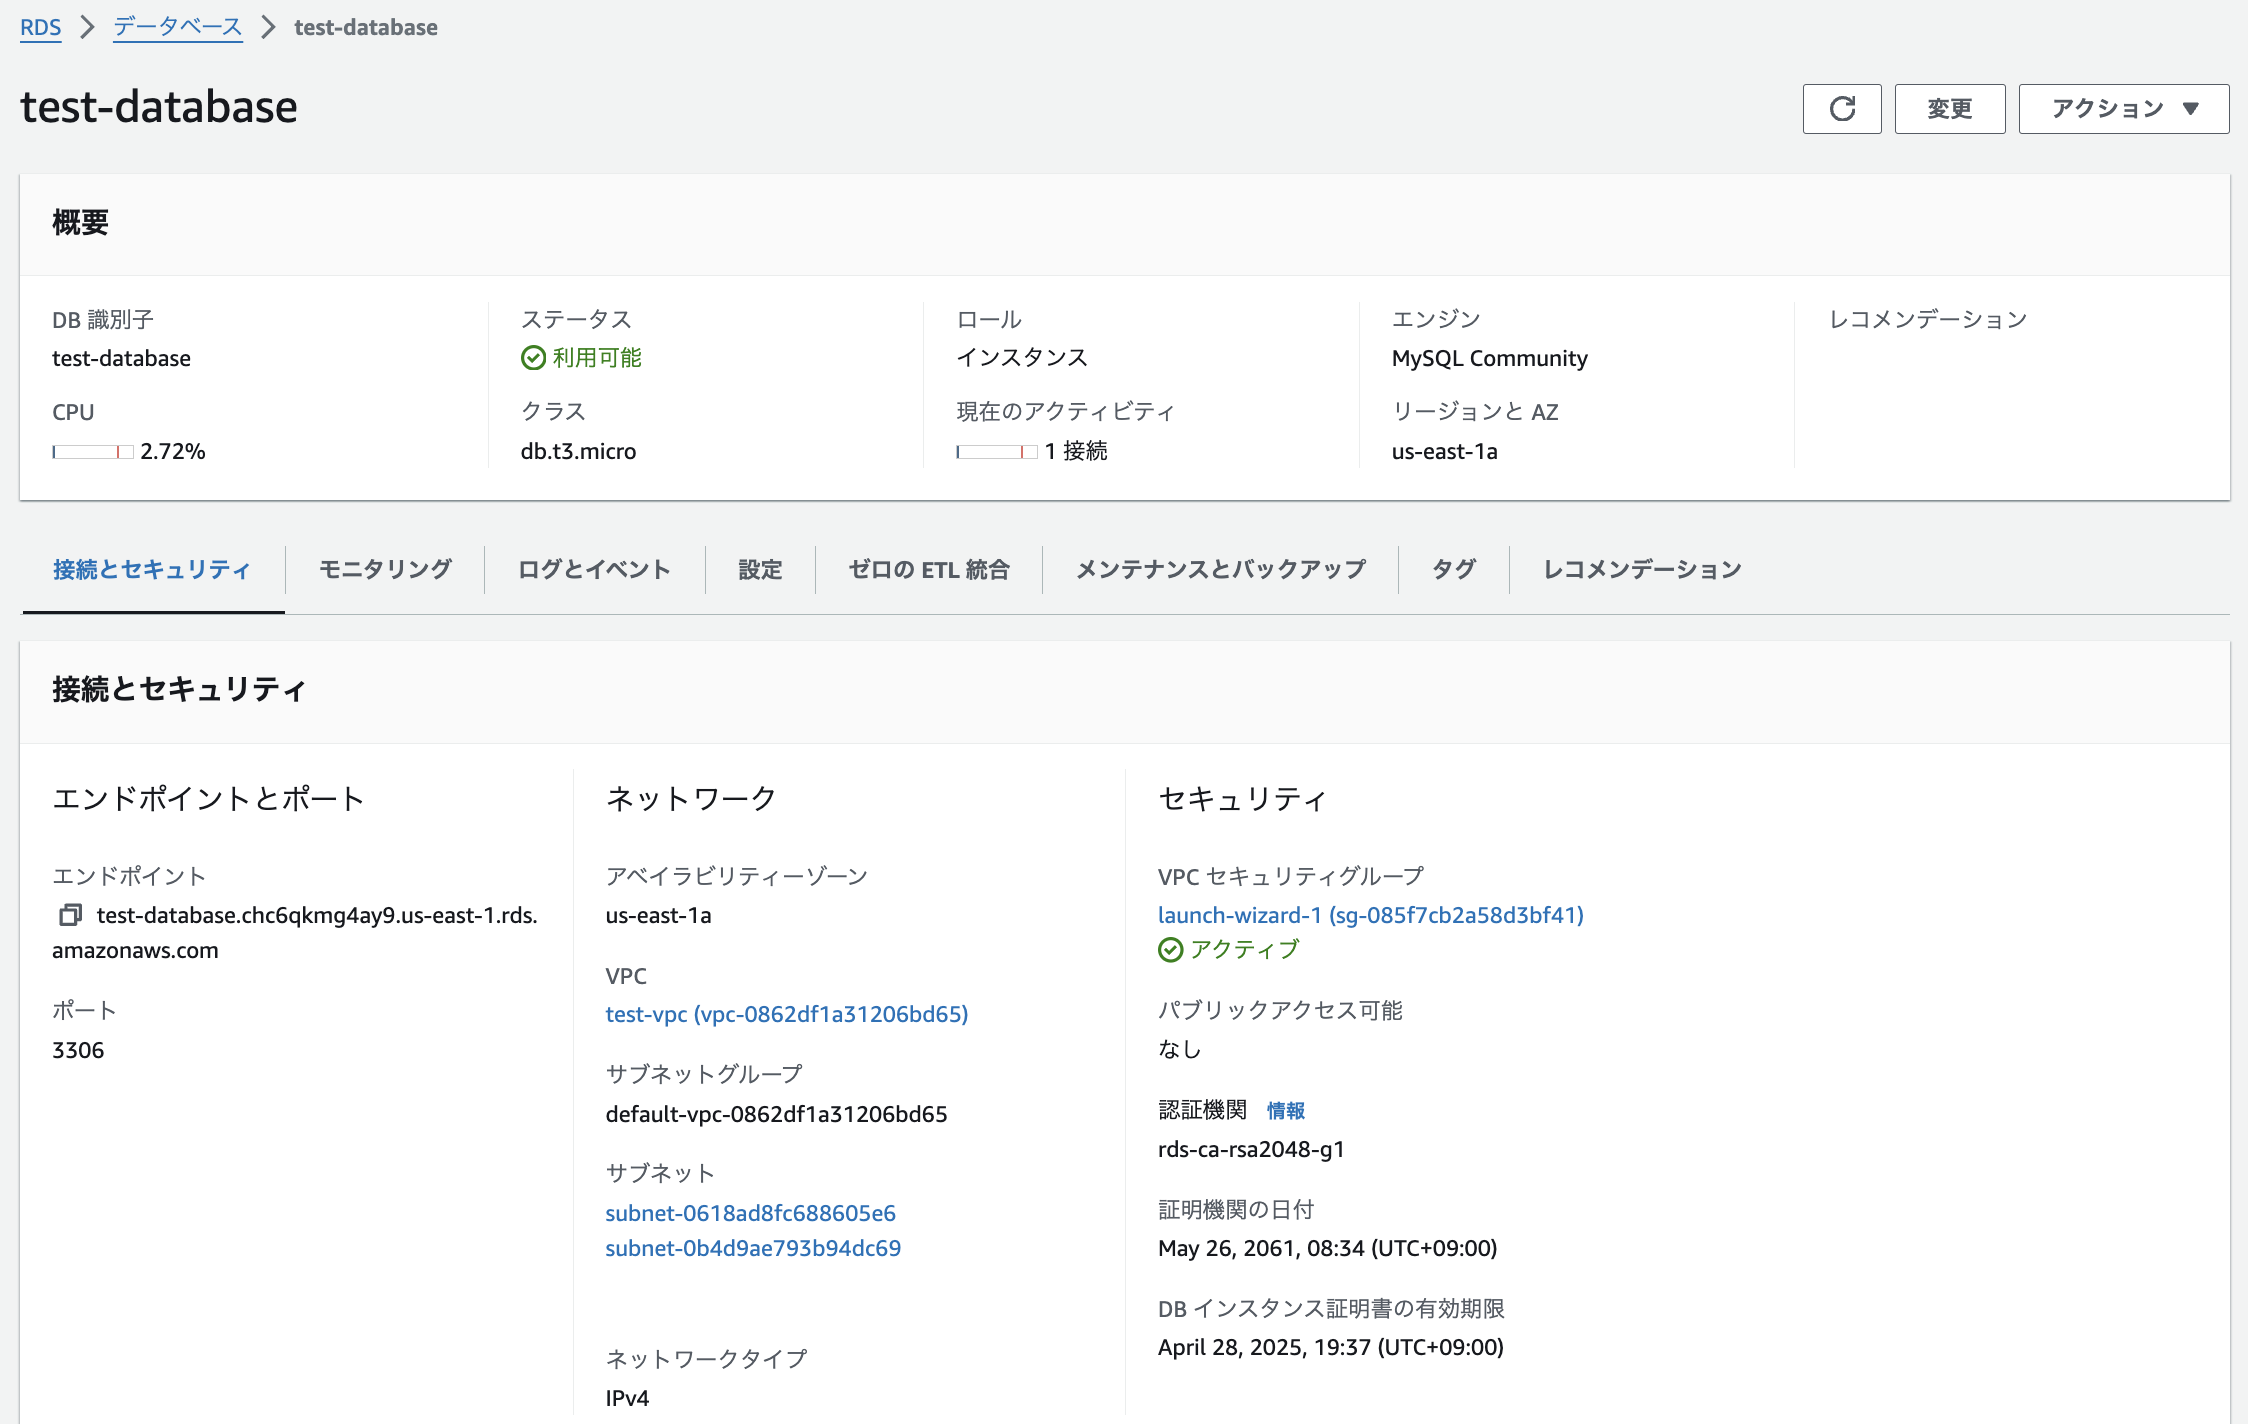 RDS > データベース > test-database
test-database
変更
アクション ▼
概要
DB 識別子
test-database
CPU
2.72%
ステータス
利用可能
クラス
db.t3.micro
ロール
インスタンス
現在のアクティビティ
1 接続
エンジン
MySQL Community
リージョンと AZ
us-east-1a
レコメンデーション
接続とセキュリティ
モニタリング
ログとイベント
設定
ゼロの ETL 統合
メンテナンスとバックアップ
タグ
レコメンデーション
接続とセキュリティ
エンドポイントとポート
エンドポイント
test-database.chc6qkmg4ay9.us-east-1.rds.
amazonaws.com
ポート
3306
ネットワーク
アベイラビリティーゾーン
us-east-1a
VPC
test-vpc (vpc-0862df1a31206bd65)
サブネットグループ
default-vpc-0862df1a31206bd65
サブネット
subnet-0618ad8fc688605e6
subnet-0b4d9ae793b94dc69
ネットワークタイプ
IPv4
セキュリティ
VPC セキュリティグループ
launch-wizard-1 (sg-085f7cb2a58d3bf41)
アクティブ
パブリックアクセス可能
なし
認証機関 情報
rds-ca-rsa2048-g1
証明機関の日付
May 26, 2061, 08:34 (UTC+09:00)
DB インスタンス証明書の有効期限
April 28, 2025, 19:37 (UTC+09:00)